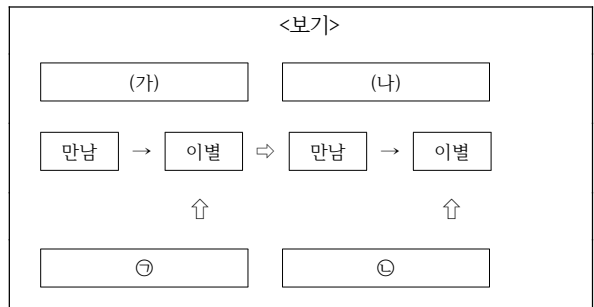 <보기>
(가) (나)
만남 → 이별 ⇨ 만남 → 이별
⇧ ⇧
㉠ ㉡